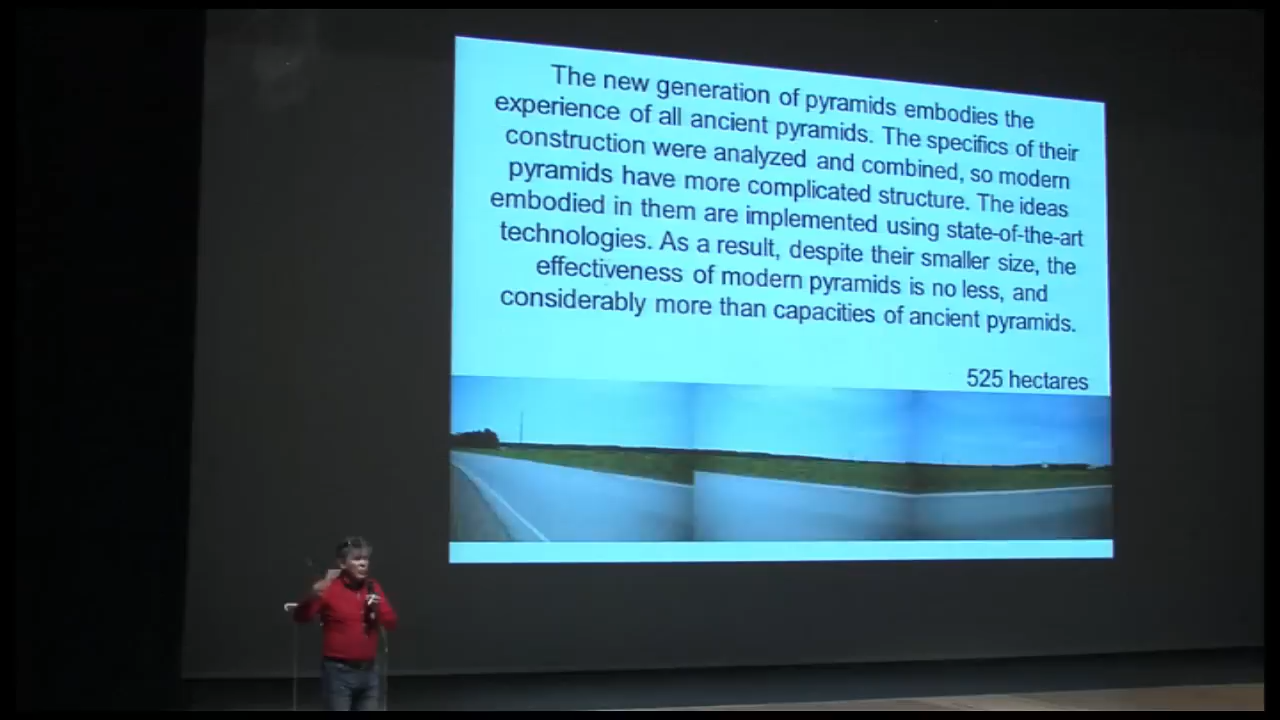 The new generation of pyramids embodies the
experience of all ancient pyramids. The specifics of their
construction were analyzed and combined, so modern
pyramids have more complicated structure. The ideas
embodied in them are implemented using state-of-the-art
technologies. As a result, despite their smaller size, the
effectiveness of modern pyramids is no less, and
considerably more than capacities of ancient pyramids.
525 hectares